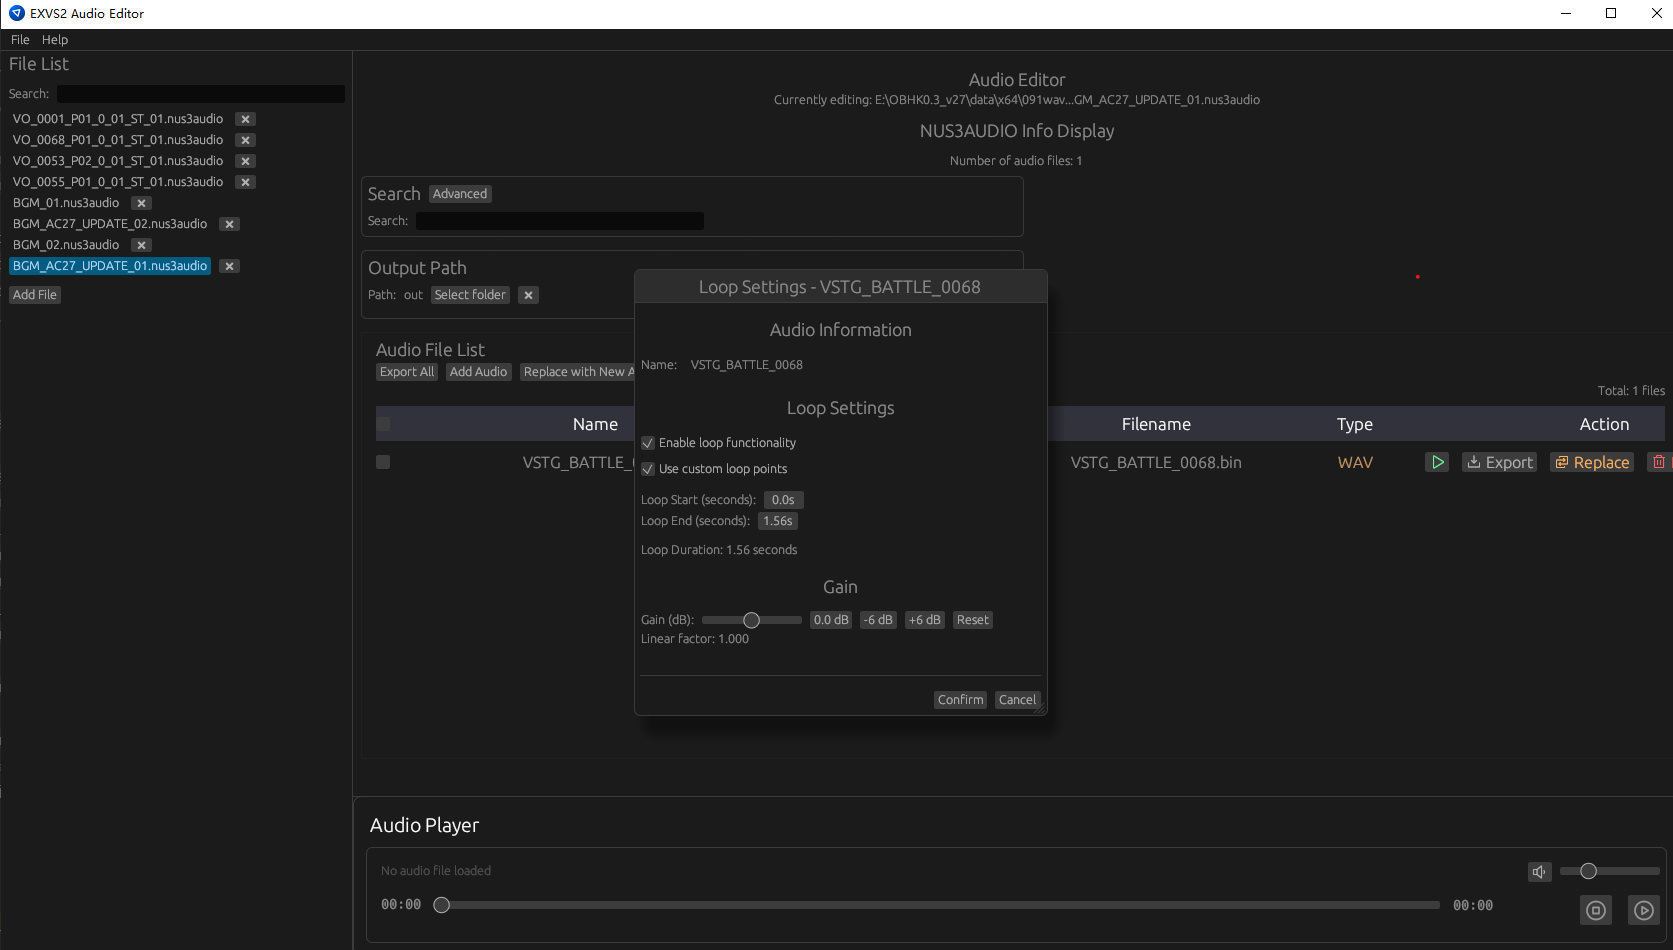 EXVS2 Audio Editor
File Help
File List
Search:
VO_0001_P01_0_01_ST_01.nus3audio
VO_0068_P01_0_01_ST_01.nus3audio
VO_0053_P02_0_01_ST_01.nus3audio
VO_0055_P01_0_01_ST_01.nus3audio
BGM_01.nus3audio
BGM_AC27_UPDATE_02.nus3audio
BGM_02.nus3audio
BGM_AC27_UPDATE_01.nus3audio
Add File
Audio Editor
Currently editing: E:\OBHK0.3_v27\data\x64\091wav...GM_AC27_UPDATE_01.nus3audio
NUS3AUDIO Info Display
Number of audio files: 1
Search Advanced
Search:
Output Path
Path: out Select folder
Audio File List
Export All Add Audio Replace with New A
Total: 1 files
Name Filename Type Action
VSTG_BATTLE_ VSTG_BATTLE_0068.bin WAV Export Replace
Loop Settings - VSTG_BATTLE_0068
Audio Information
Name: VSTG_BATTLE_0068
Loop Settings
Enable loop functionality
Use custom loop points
Loop Start (seconds): 0.0s
Loop End (seconds): 1.56s
Loop Duration: 1.56 seconds
Gain
Gain (dB): 0.0 dB -6 dB +6 dB Reset
Linear factor: 1.000
Confirm Cancel
Audio Player
No audio file loaded
00:00 00:00